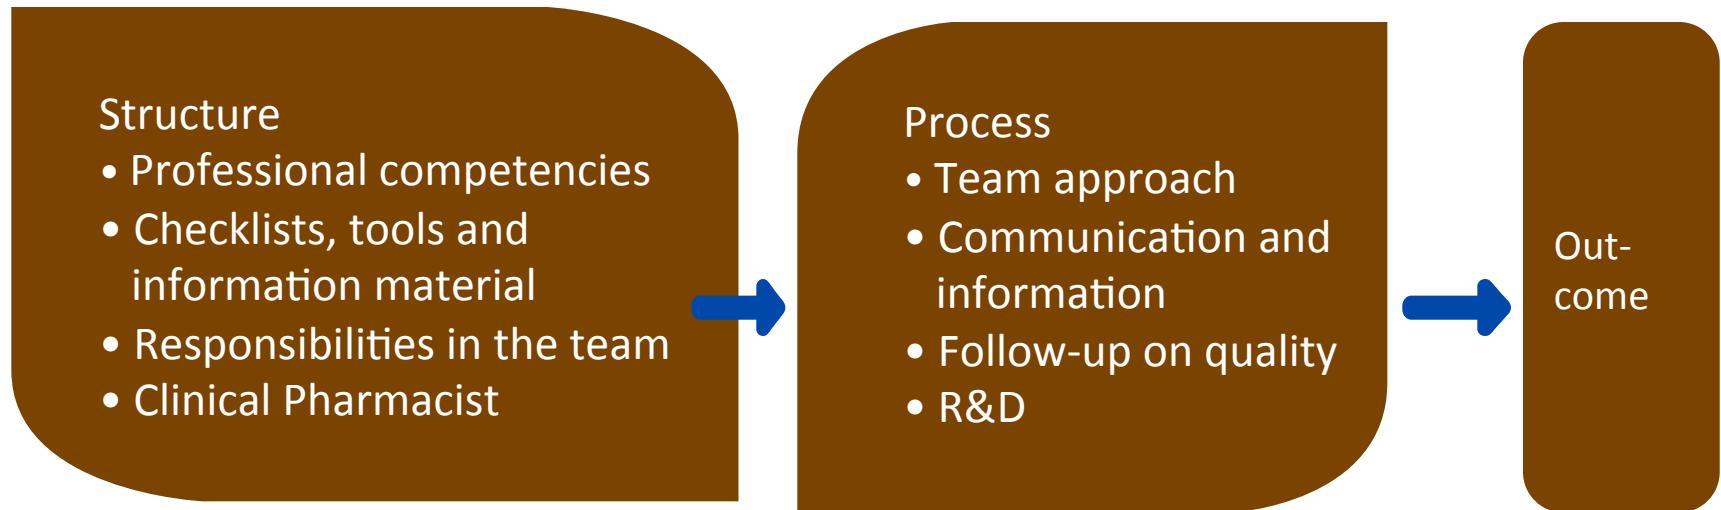 Structure
• Professional competencies
• Checklists, tools and
information material
• Responsibilities in the team
• Clinical Pharmacist
Process
• Team approach
• Communication and
information
• Follow-up on quality
• R&D
Out-
come